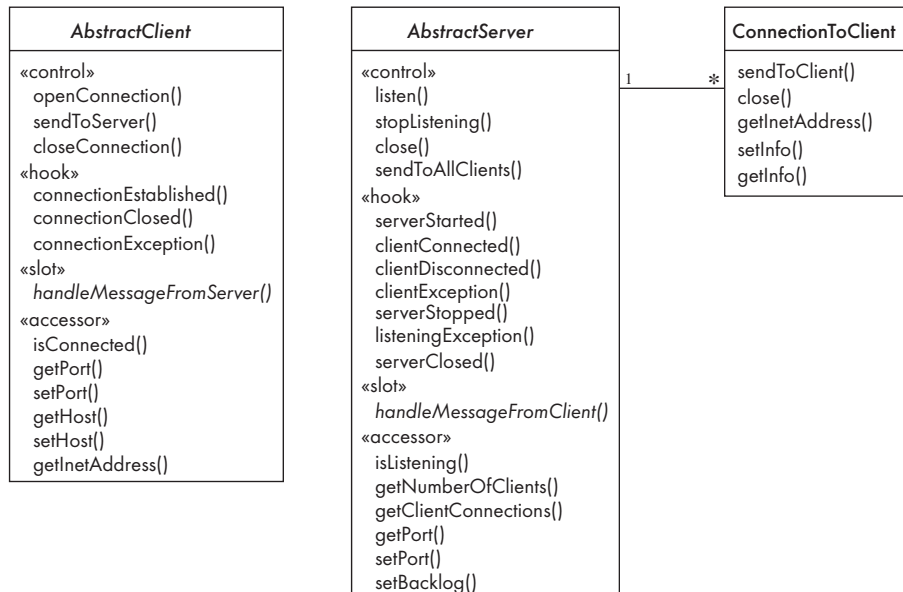 AbstractClient
«control»
openConnection()
sendToServer()
closeConnection()
«hook»
connectionEstablished()
connectionClosed()
connectionException()
«slot»
handleMessageFromServer()
«accessor»
isConnected()
getPort()
setPort()
getHost()
setHost()
getInetAddress()
AbstractServer
«control»
listen()
stopListening()
close()
sendToAllClients()
«hook»
serverStarted()
clientConnected()
clientDisconnected()
clientException()
serverStopped()
listeningException()
serverClosed()
«slot»
handleMessageFromClient()
«accessor»
isListening()
getNumberOfClients()
getClientConnections()
getPort()
setPort()
setBacklog()
1 *
ConnectionToClient
sendToClient()
close()
getInetAddress()
setInfo()
getInfo()